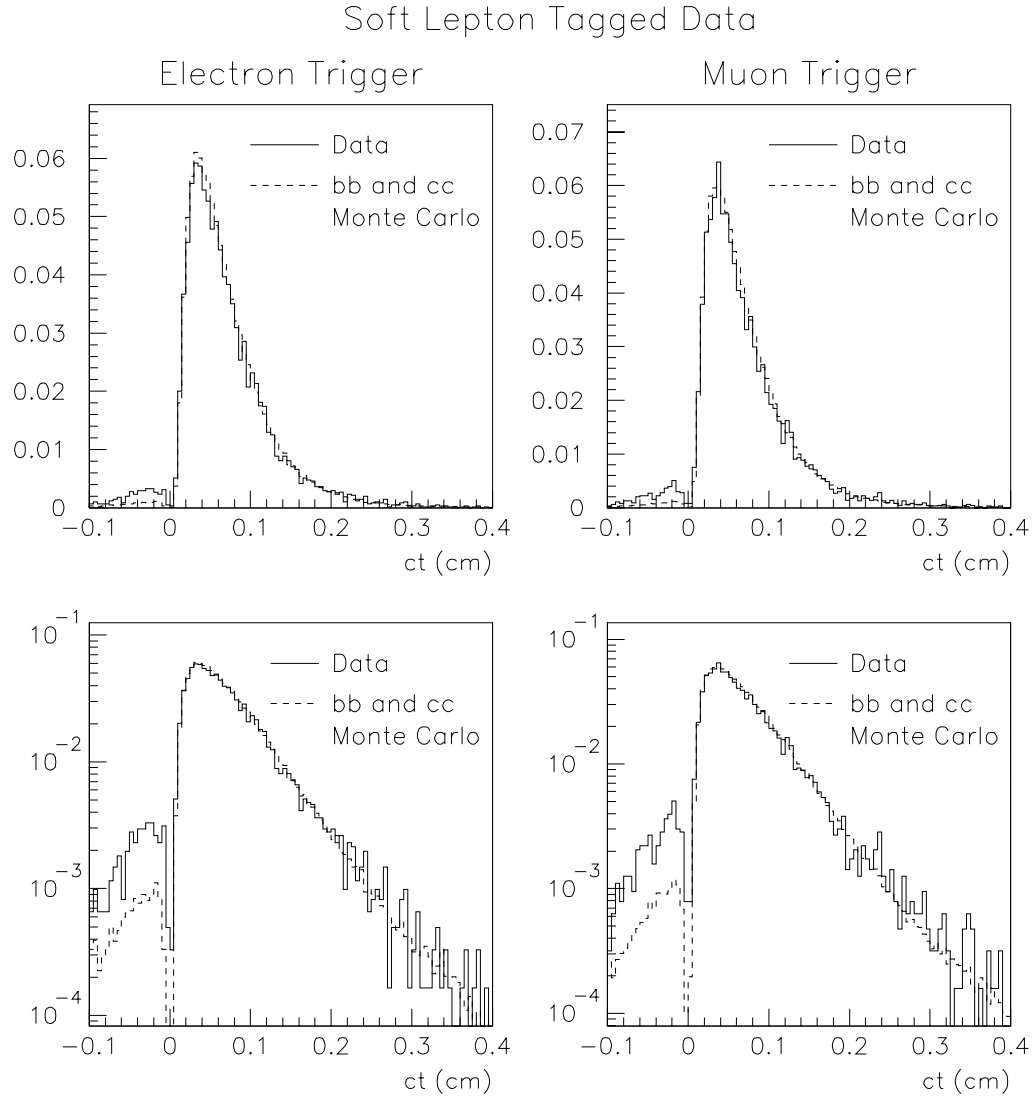 Soft Lepton Tagged Data
Electron Trigger
0.06
0.05
0.04
0.03
0.02
0.01
0
Data
bb and cc
Monte Carlo
-0.1 0 0.1 0.2 0.3 0.4
ct (cm)
Muon Trigger
0.07
0.06
0.05
0.04
0.03
0.02
0.01
0
Data
bb and cc
Monte Carlo
-0.1 0 0.1 0.2 0.3 0.4
ct (cm)
10⁻¹
10⁻²
10⁻³
10⁻⁴
Data
bb and cc
Monte Carlo
-0.1 0 0.1 0.2 0.3 0.4
ct (cm)
10⁻¹
10⁻²
10⁻³
10⁻⁴
Data
bb and cc
Monte Carlo
-0.1 0 0.1 0.2 0.3 0.4
ct (cm)